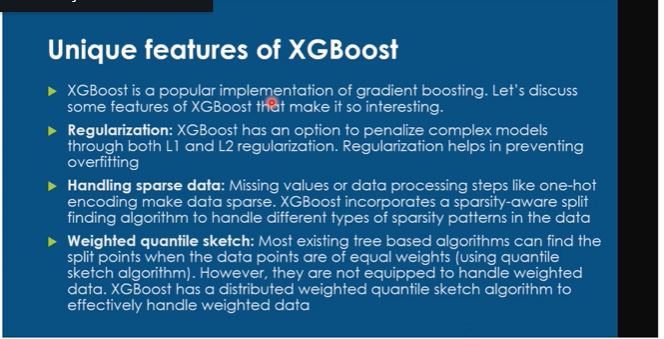 Unique features of XGBoost
XGBoost is a popular implementation of gradient boosting. Let's discuss
some features of XGBoost that make it so interesting.
Regularization: XGBoost has an option to penalize complex models
through both L1 and L2 regularization. Regularization helps in preventing
overfitting
Handling sparse data: Missing values or data processing steps like one-hot
encoding make data sparse. XGBoost incorporates a sparsity-aware split
finding algorithm to handle different types of sparsity patterns in the data
Weighted quantile sketch: Most existing tree based algorithms can find the
split points when the data points are of equal weights (using quantile
sketch algorithm). However, they are not equipped to handle weighted
data. XGBoost has a distributed weighted quantile sketch algorithm to
effectively handle weighted data